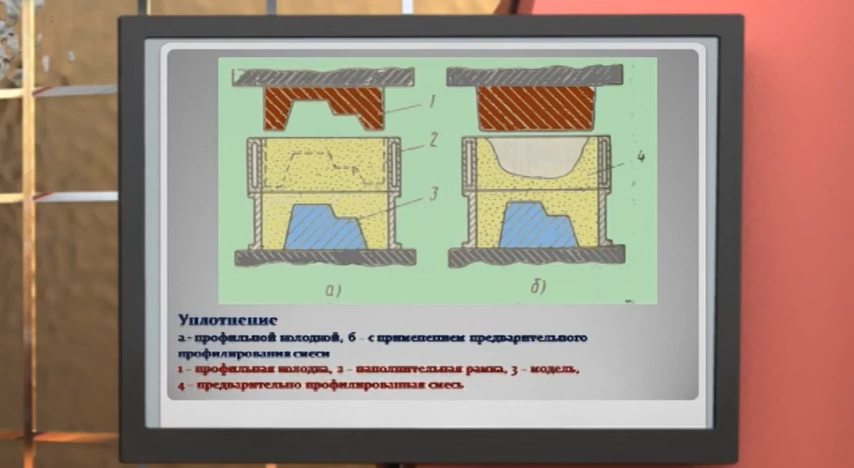 1
2
4
3
а)
б)
Уплотнение
а - профильной колодкой, б - с применением предварительного
профилирования смеси
1 - профильная колодка, 2 - наполнительная рамка, 3 - модель,
4 - предварительно профилированная смесь